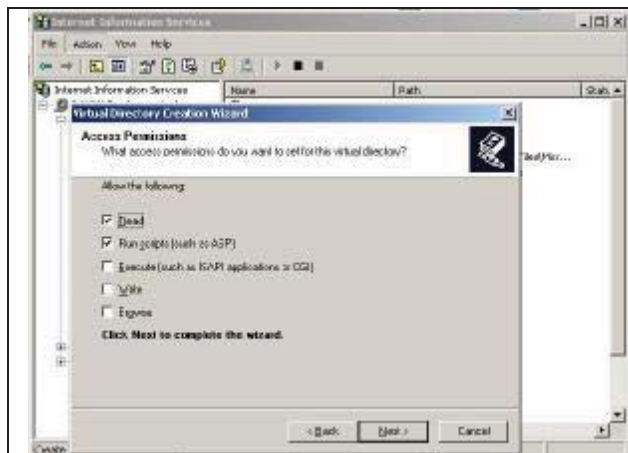 Internet Information Services
File Action View Help
Internet Information Services
Name Path Stat
Virtual Directory Creation Wizard
Access Permissions
What access permissions do you want to set for this virtual directory?
Allow the following:
Read
Run scripts (such as ASP)
Execute (such as ISAPI applications or CGI)
Write
Browse
Click Next to complete the wizard.
< Back Next > Cancel